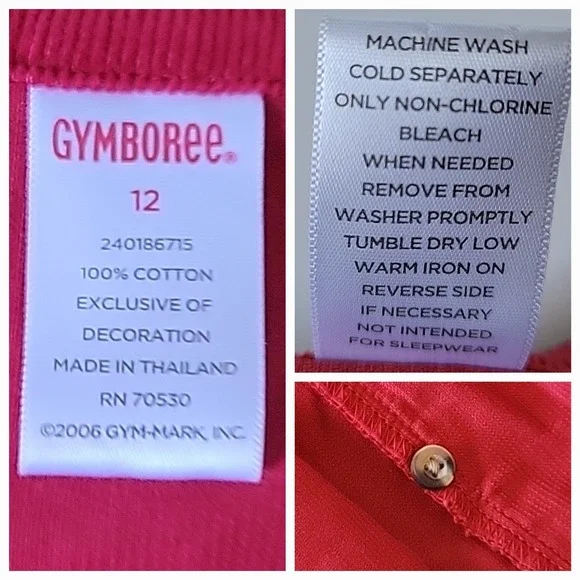 GYMBOREE®
12
240186715
100% COTTON
EXCLUSIVE OF
DECORATION
MADE IN THAILAND
RN 70530
©2006 GYM-MARK, INC.
MACHINE WASH
COLD SEPARATELY
ONLY NON-CHLORINE
BLEACH
WHEN NEEDED
REMOVE FROM
WASHER PROMPTLY
TUMBLE DRY LOW
WARM IRON ON
REVERSE SIDE
IF NECESSARY
NOT INTENDED
FOR SLEEPWEAR